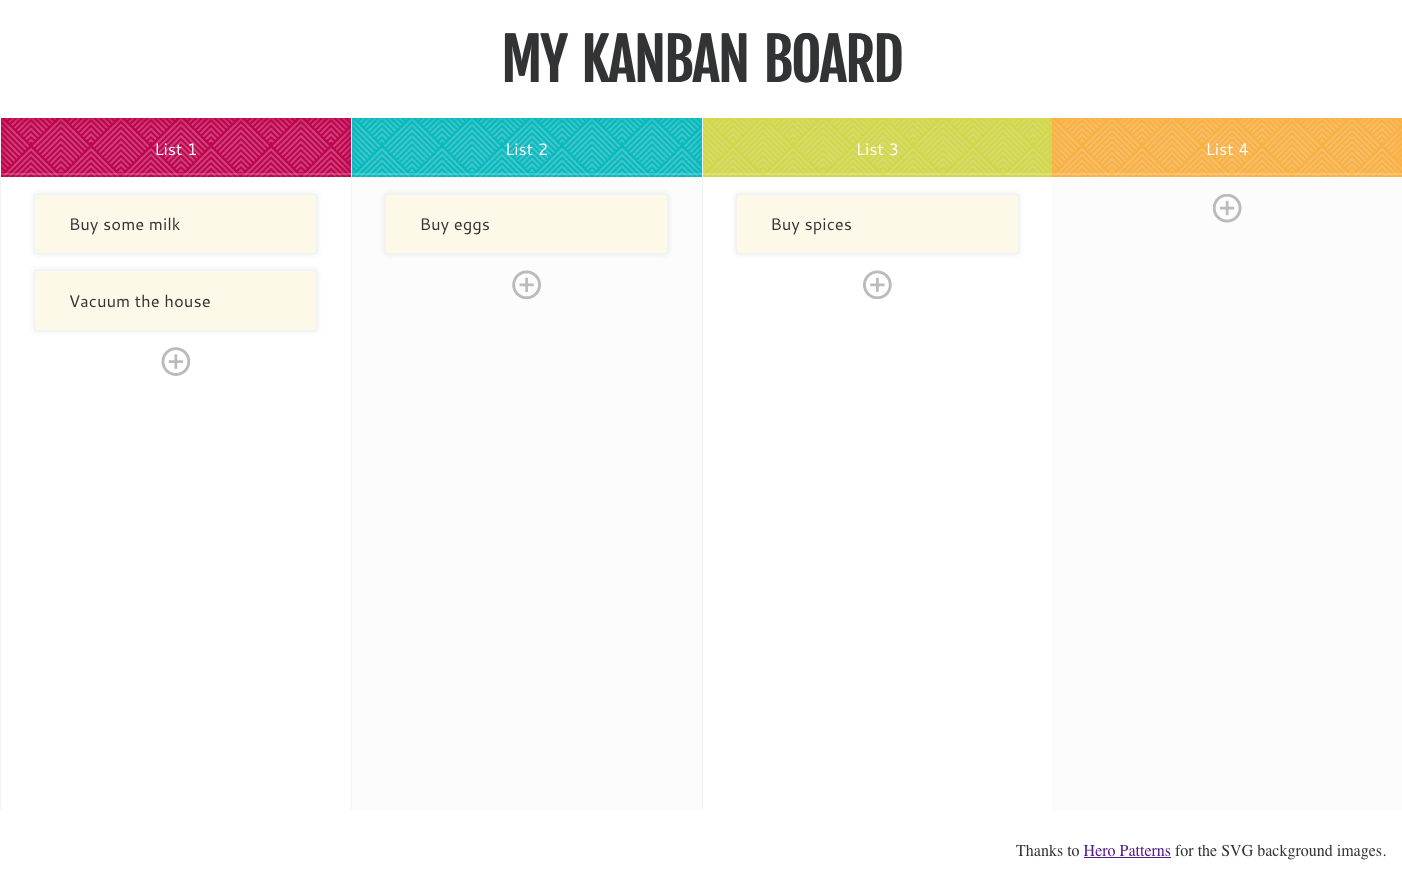 MY KANBAN BOARD
List 1
List 2
List 3
List 4
Buy some milk
Buy eggs
Buy spices
Vacuum the house
Thanks to Hero Patterns for the SVG background images.